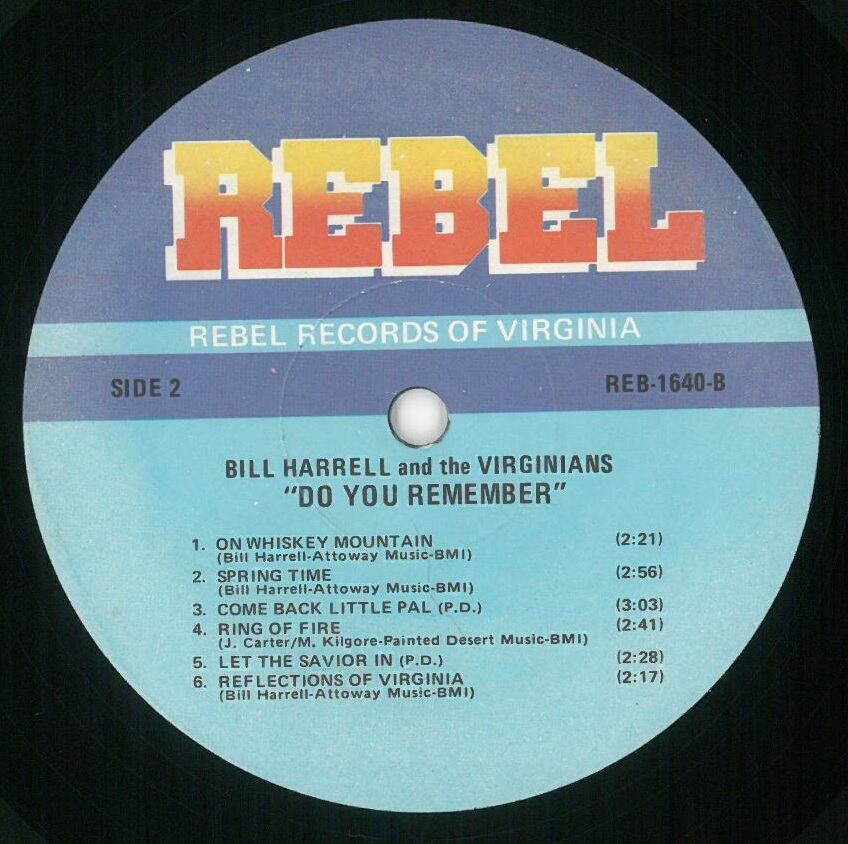 REBEL
REBEL RECORDS OF VIRGINIA
SIDE 2 REB-1640-B
BILL HARRELL and the VIRGINIANS
"DO YOU REMEMBER"
1. ON WHISKEY MOUNTAIN (2:21)
(Bill Harrell-Attoway Music-BMI)
2. SPRING TIME (2:56)
(Bill Harrell-Attoway Music-BMI)
3. COME BACK LITTLE PAL (P.D.) (3:03)
4. RING OF FIRE (2:41)
(J. Carter/M. Kilgore-Painted Desert Music-BMI)
5. LET THE SAVIOR IN (P.D.) (2:28)
6. REFLECTIONS OF VIRGINIA (2:17)
(Bill Harrell-Attoway Music-BMI)